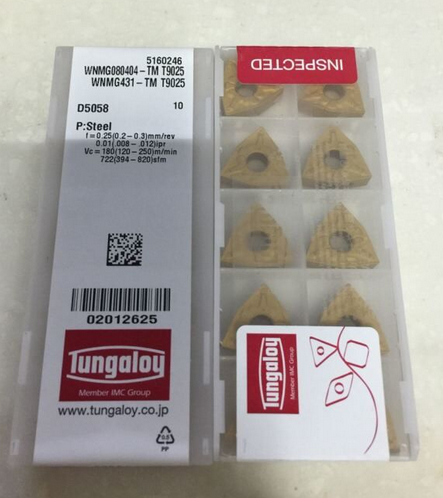 5160246
WNMG080404-TM T9025
WNMG431-TM T9025
D5058 10
P:Steel
f=0.25(0.2-0.3)mm/rev
0.01(.008-.012)ipr
Vc=180(120-250)m/min
722(394-820)sfm
02012625
Tungaloy
Member IMC Group
www.tungaloy.co.jp
PP
INSPECTED
Tungaloy
Member IMC Group